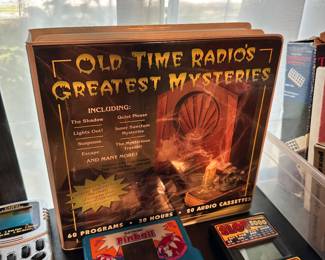 OLD TIME RADIO'S
GREATEST MYSTERIES
INCLUDING:
The Shadow
Quiet Please
Lights Out!
Inner Sanctum
Mysteries
Suspense
The Mysterious
Traveler
Escape
AND MANY MORE!
60 PROGRAMS • 20 HOURS • 20 AUDIO CASSETTES
Pinball